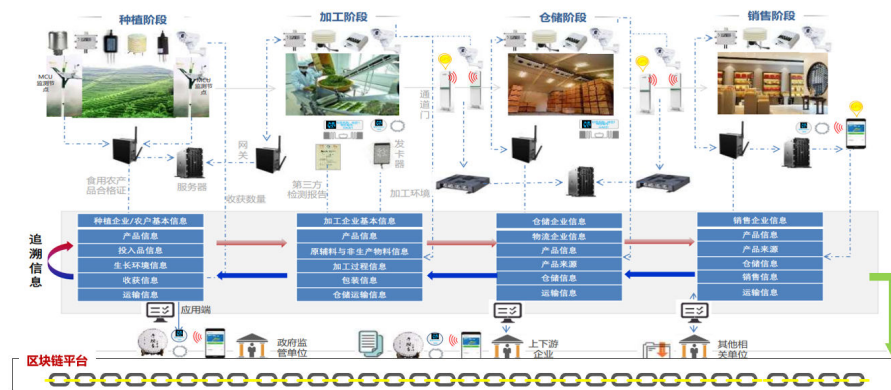 种植阶段
加工阶段
仓储阶段
销售阶段
MCU
监测节
点
MCU
监测节
点
通道门
食用农产
品合格证
服务器
网关
收获数量
第三方
检测报告
发卡器
加工环境
追溯信息
种植企业/农户基本信息
产品信息
投入品信息
生长环境信息
收获信息
运输信息
加工企业基本信息
产品信息
原辅料与非生产物料信息
加工过程信息
包装信息
仓储运输信息
仓储企业信息
物流企业信息
产品信息
产品来源
仓储信息
运输信息
销售企业信息
产品信息
产品来源
仓储信息
销售信息
运输信息
应用端
政府监
管单位
上下游
企业
其他相
关单位
区块链平台